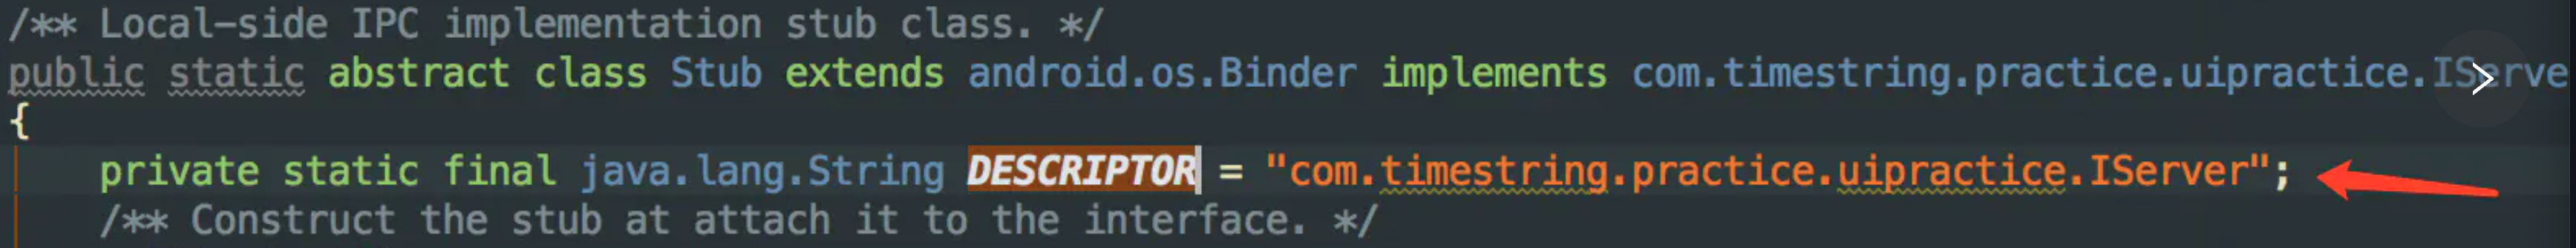 /** Local-side IPC implementation stub class. */
public static abstract class Stub extends android.os.Binder implements com.timestring.practice.uipractice.IServe
{
private static final java.lang.String DESCRIPTOR = "com.timestring.practice.uipractice.IServer";
/** Construct the stub at attach it to the interface. */